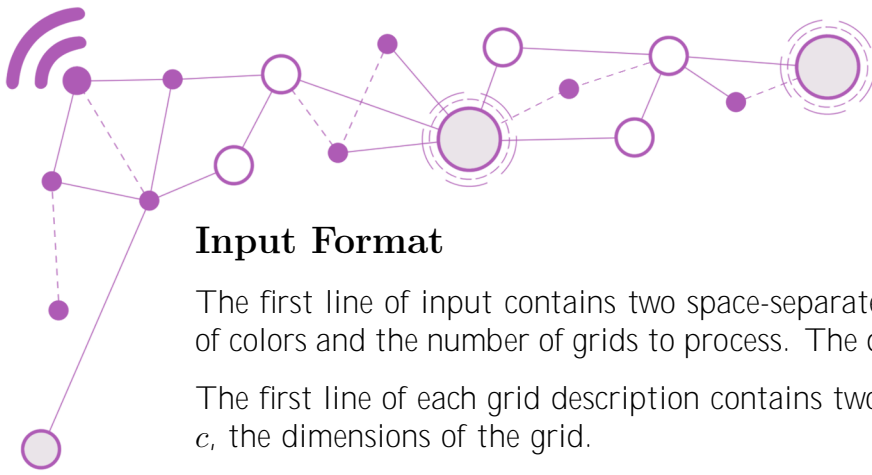 Input Format
The first line of input contains two space-separate
of colors and the number of grids to process. The
The first line of each grid description contains two
c, the dimensions of the grid.